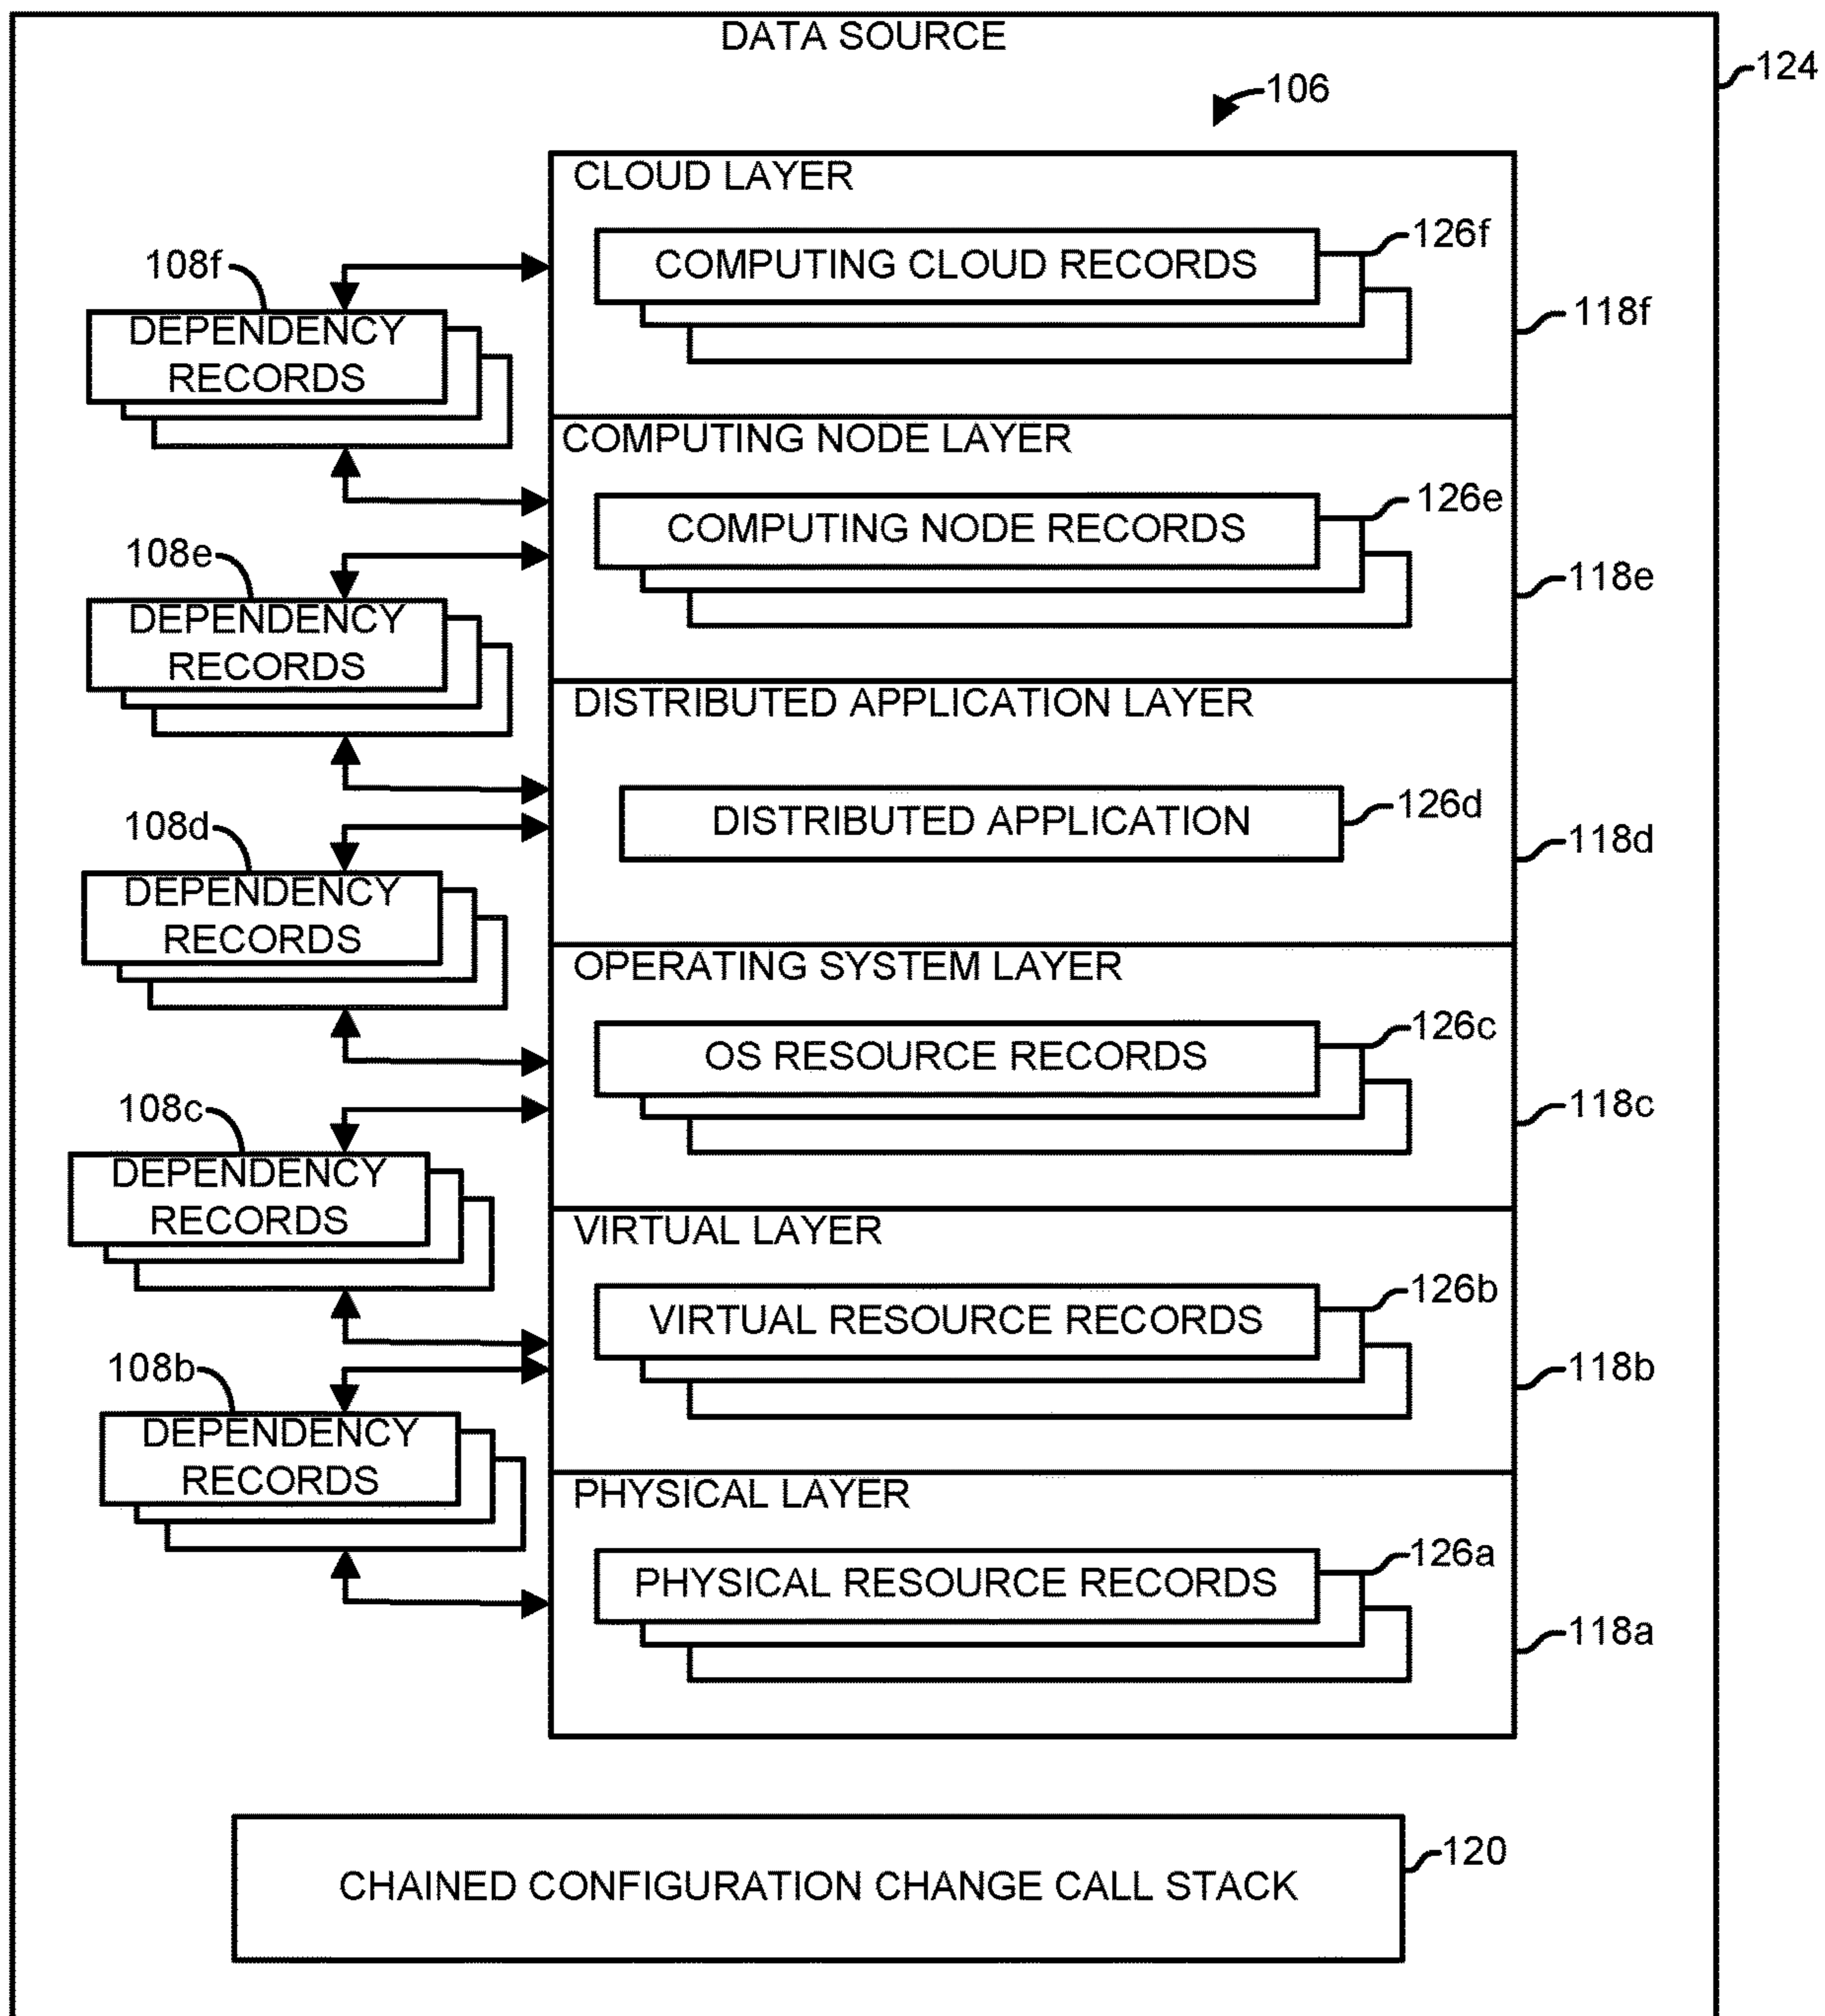 DATA SOURCE
124
106
CLOUD LAYER
COMPUTING CLOUD RECORDS
126f
118f
108f
DEPENDENCY
RECORDS
COMPUTING NODE LAYER
COMPUTING NODE RECORDS
126e
118e
108e
DEPENDENCY
RECORDS
DISTRIBUTED APPLICATION LAYER
DISTRIBUTED APPLICATION
126d
118d
108d
DEPENDENCY
RECORDS
OPERATING SYSTEM LAYER
OS RESOURCE RECORDS
126c
118c
108c
DEPENDENCY
RECORDS
VIRTUAL LAYER
VIRTUAL RESOURCE RECORDS
126b
118b
108b
DEPENDENCY
RECORDS
PHYSICAL LAYER
PHYSICAL RESOURCE RECORDS
126a
118a
CHAINED CONFIGURATION CHANGE CALL STACK
120